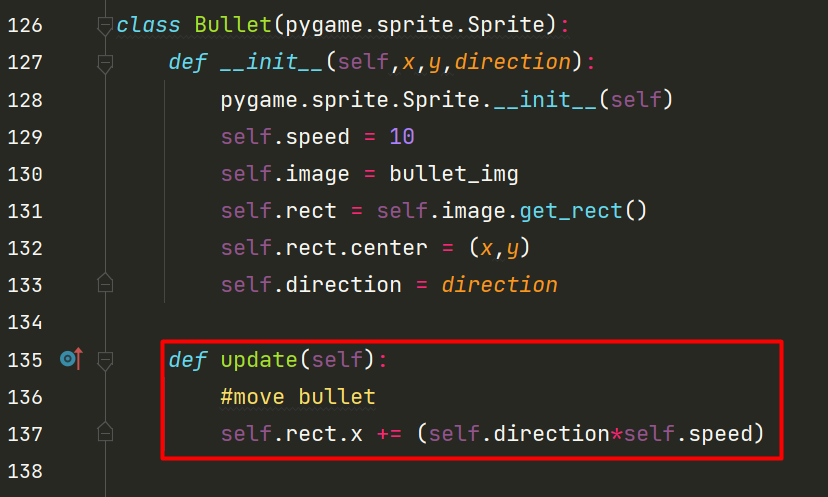 126 class Bullet(pygame.sprite.Sprite):
127 def __init__(self,x,y,direction):
128 pygame.sprite.Sprite.__init__(self)
129 self.speed = 10
130 self.image = bullet_img
131 self.rect = self.image.get_rect()
132 self.rect.center = (x,y)
133 self.direction = direction
134
135 def update(self):
136 #move bullet
137 self.rect.x += (self.direction*self.speed)
138